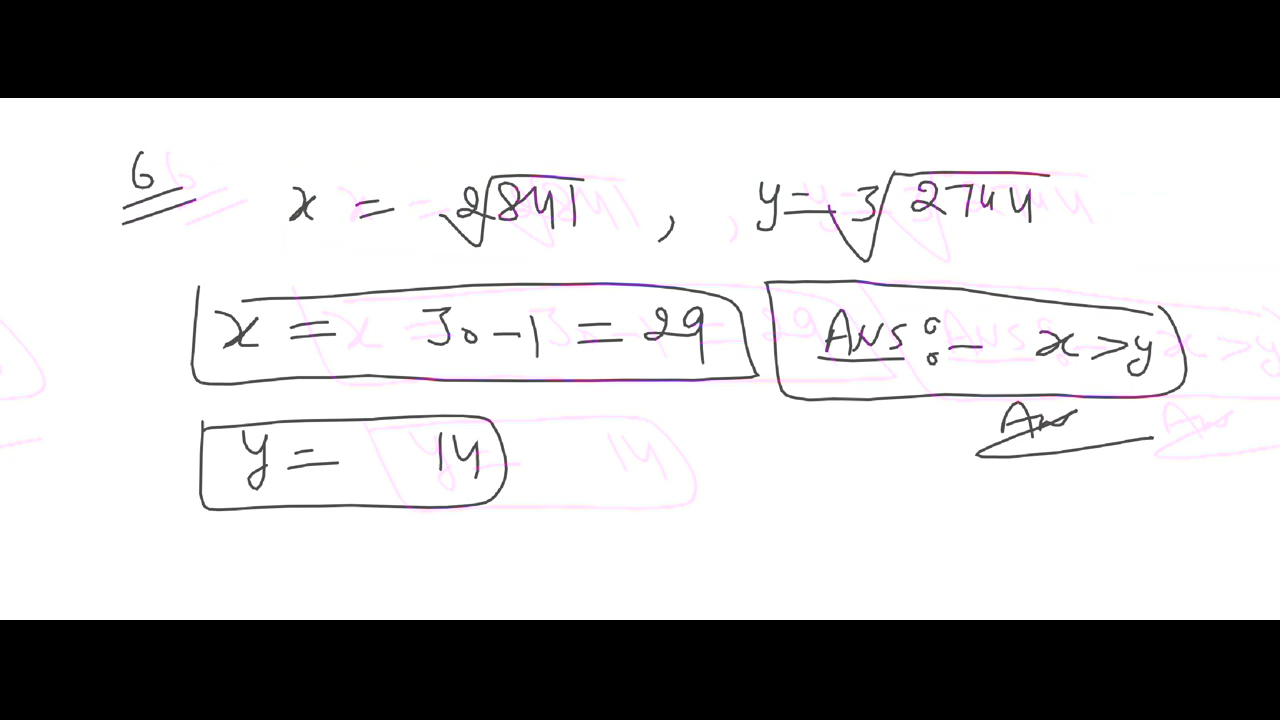 6
x = ²√841 , y = ³√2744
x = 30 - 1 = 29
Ans :- x > y
Ans
y = 14